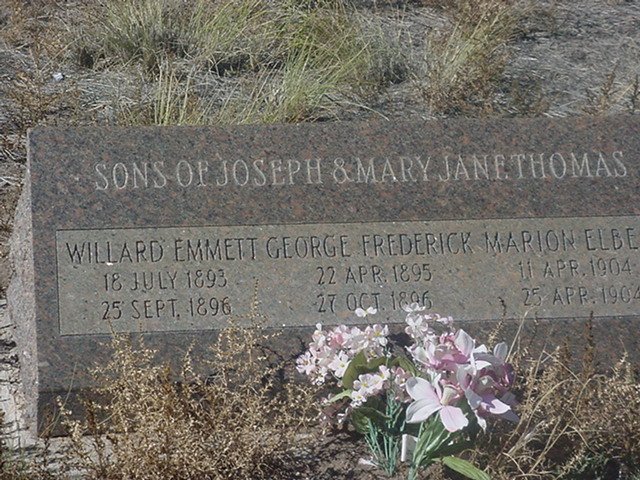 SONS OF JOSEPH & MARY JANE THOMAS
WILLARD EMMETT GEORGE FREDERICK MARION ELBE
18 JULY 1893 22 APR. 1895 11 APR. 1904
25 SEPT. 1896 27 OCT. 1896 25 APR. 1904